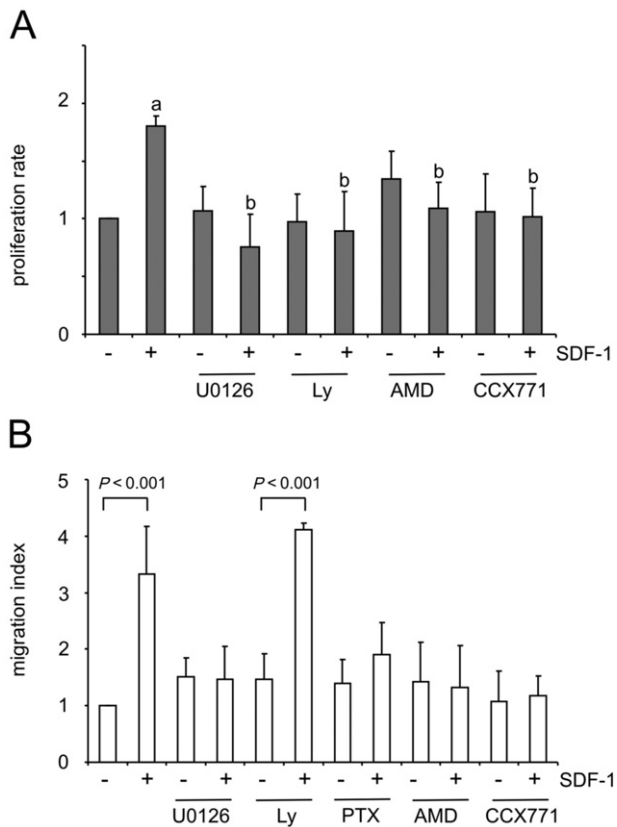 A
2
a
b b b b
proliferation rate
1
0
- + - + - + - + - + SDF-1
U0126 Ly AMD CCX771
B
5
P < 0.001 P < 0.001
4
3
migration index
2
1
0
- + - + - + - + - + - + SDF-1
U0126 Ly PTX AMD CCX771